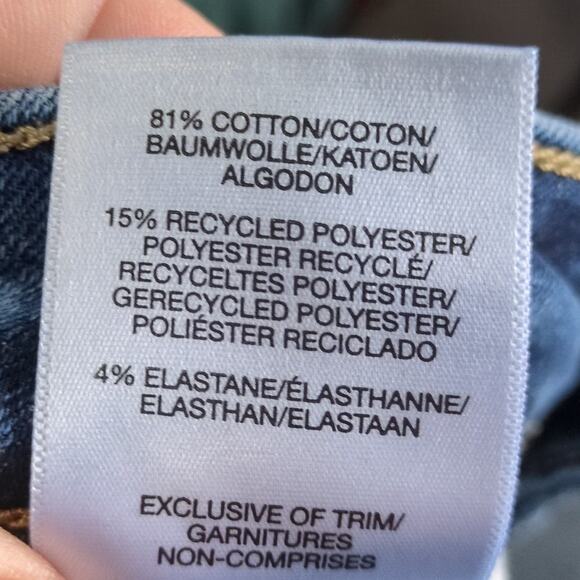 81% COTTON/COTON/
BAUMWOLLE/KATOEN/
ALGODON
15% RECYCLED POLYESTER/
POLYESTER RECYCLÉ/
RECYCELTES POLYESTER/
GERECYCLED POLYESTER/
POLIÉSTER RECICLADO
4% ELASTANE/ÉLASTHANNE/
ELASTHAN/ELASTAAN
EXCLUSIVE OF TRIM/
GARNITURES
NON-COMPRISES